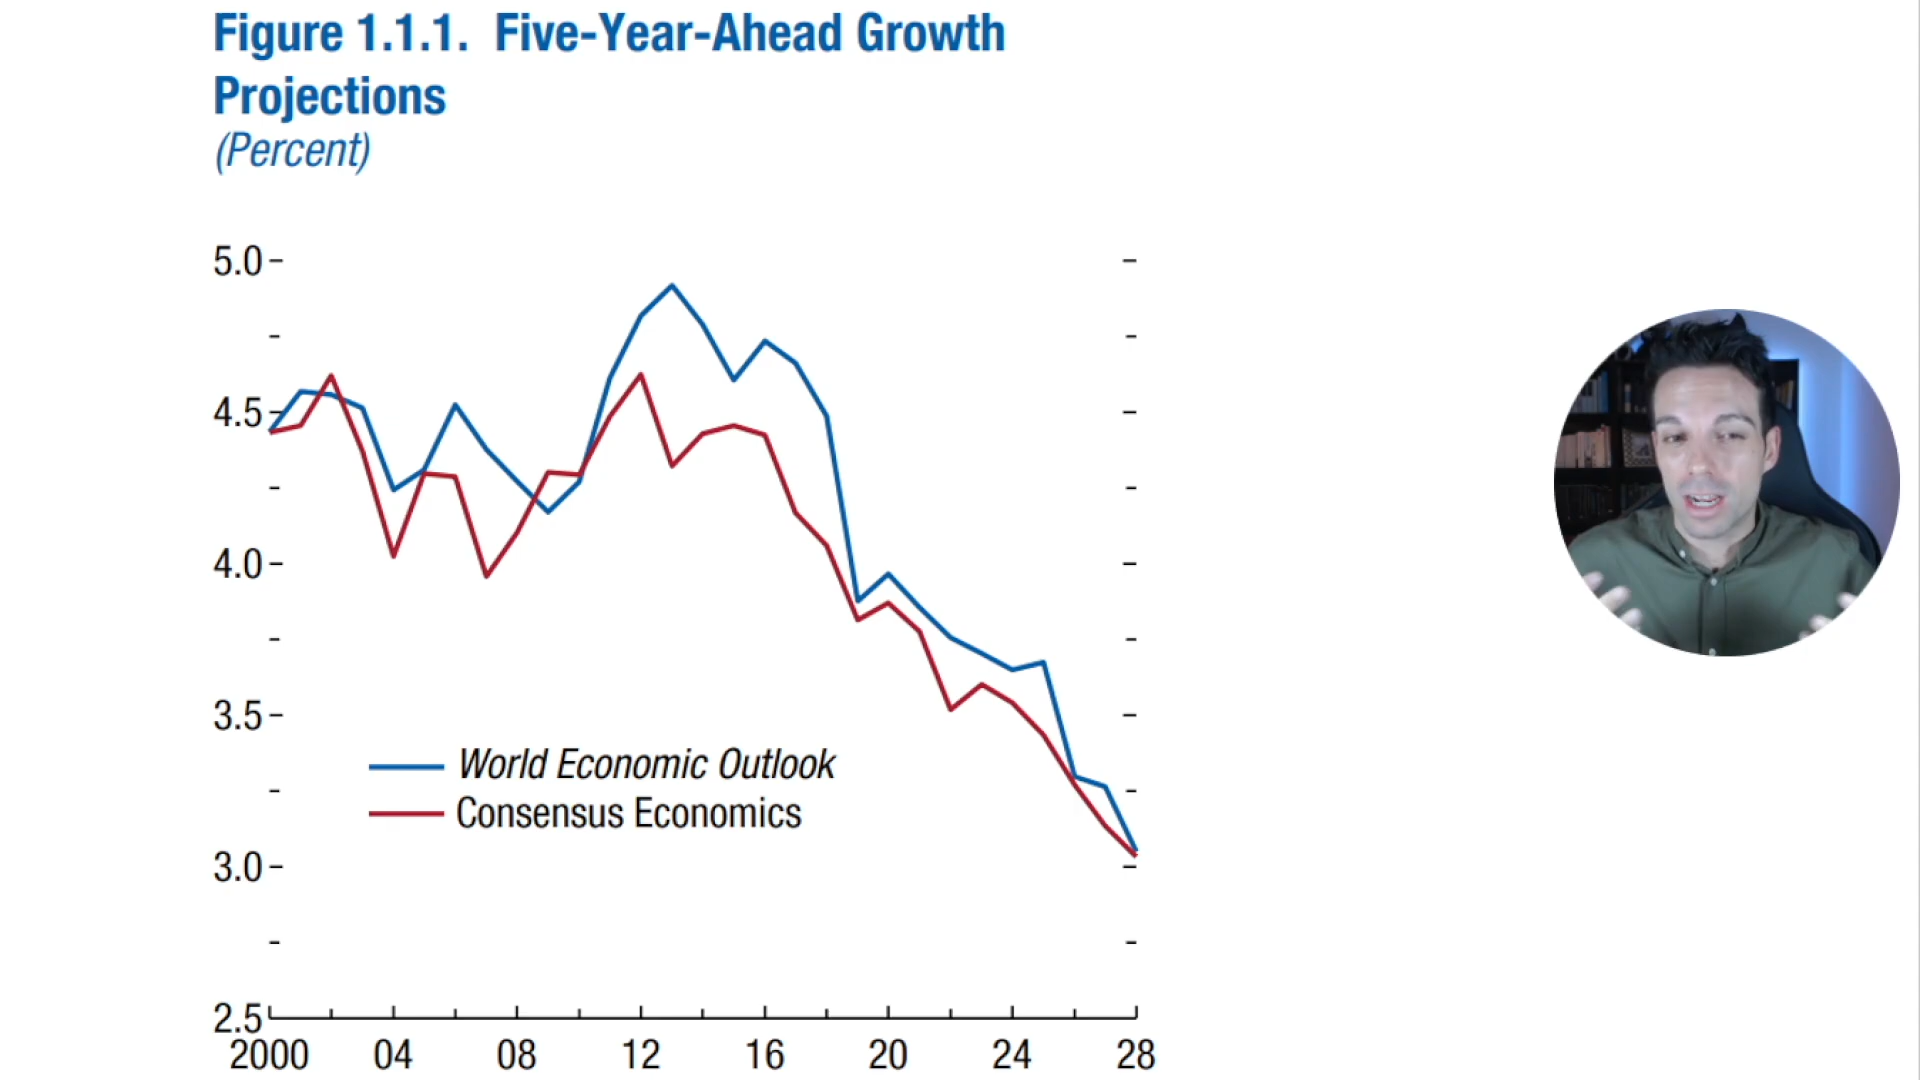 Figure 1.1.1. Five-Year-Ahead Growth
Projections
(Percent)
5.0
4.5
4.0
3.5
World Economic Outlook
Consensus Economics
3.0
2.5
2000 04 08 12 16 20 24 28